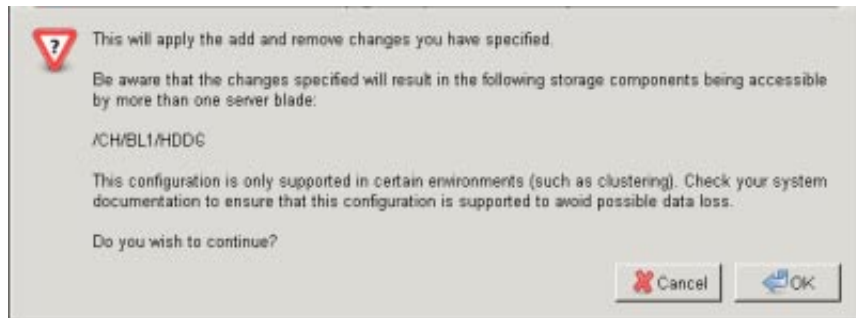 This will apply the add and remove changes you have specified.
Be aware that the changes specified will result in the following storage components being accessible
by more than one server blade:
/CH/BL1/HDD6
This configuration is only supported in certain environments (such as clustering). Check your system
documentation to ensure that this configuration is supported to avoid possible data loss.
Do you wish to continue?
Cancel
OK